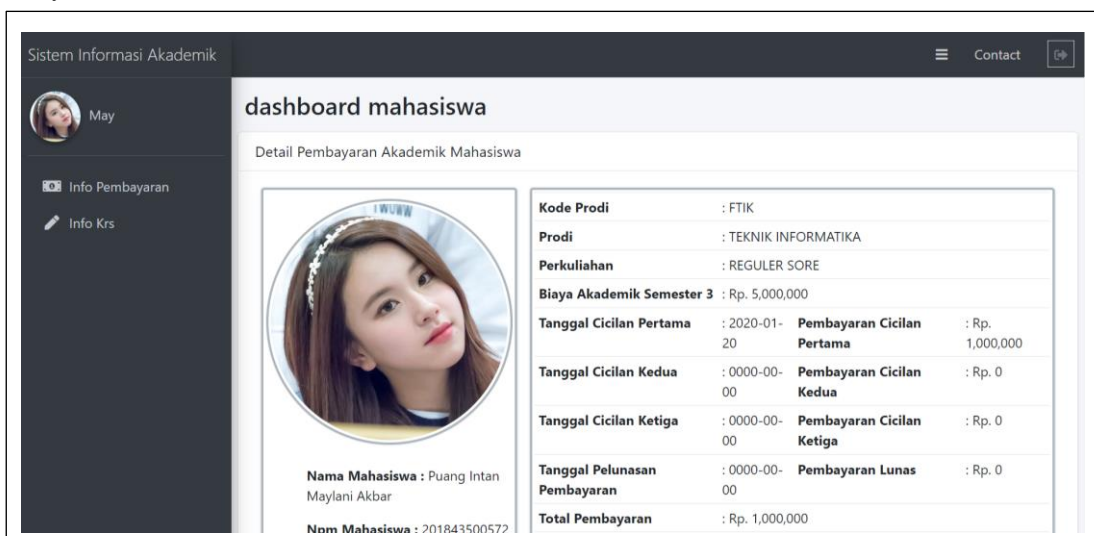 Sistem Informasi Akademik
Contact
May
dashboard mahasiswa
Detail Pembayaran Akademik Mahasiswa
Info Pembayaran
Info Krs
Nama Mahasiswa : Puang Intan
Maylani Akbar
Npm Mahasiswa : 201843500572
Kode Prodi : FTIK
Prodi : TEKNIK INFORMATIKA
Perkuliahan : REGULER SORE
Biaya Akademik Semester 3 : Rp. 5,000,000
Tanggal Cicilan Pertama : 2020-01- Pembayaran Cicilan : Rp.
20 Pertama 1,000,000
Tanggal Cicilan Kedua : 0000-00- Pembayaran Cicilan : Rp. 0
00 Kedua
Tanggal Cicilan Ketiga : 0000-00- Pembayaran Cicilan : Rp. 0
00 Ketiga
Tanggal Pelunasan : 0000-00- Pembayaran Lunas : Rp. 0
Pembayaran 00
Total Pembayaran : Rp. 1,000,000